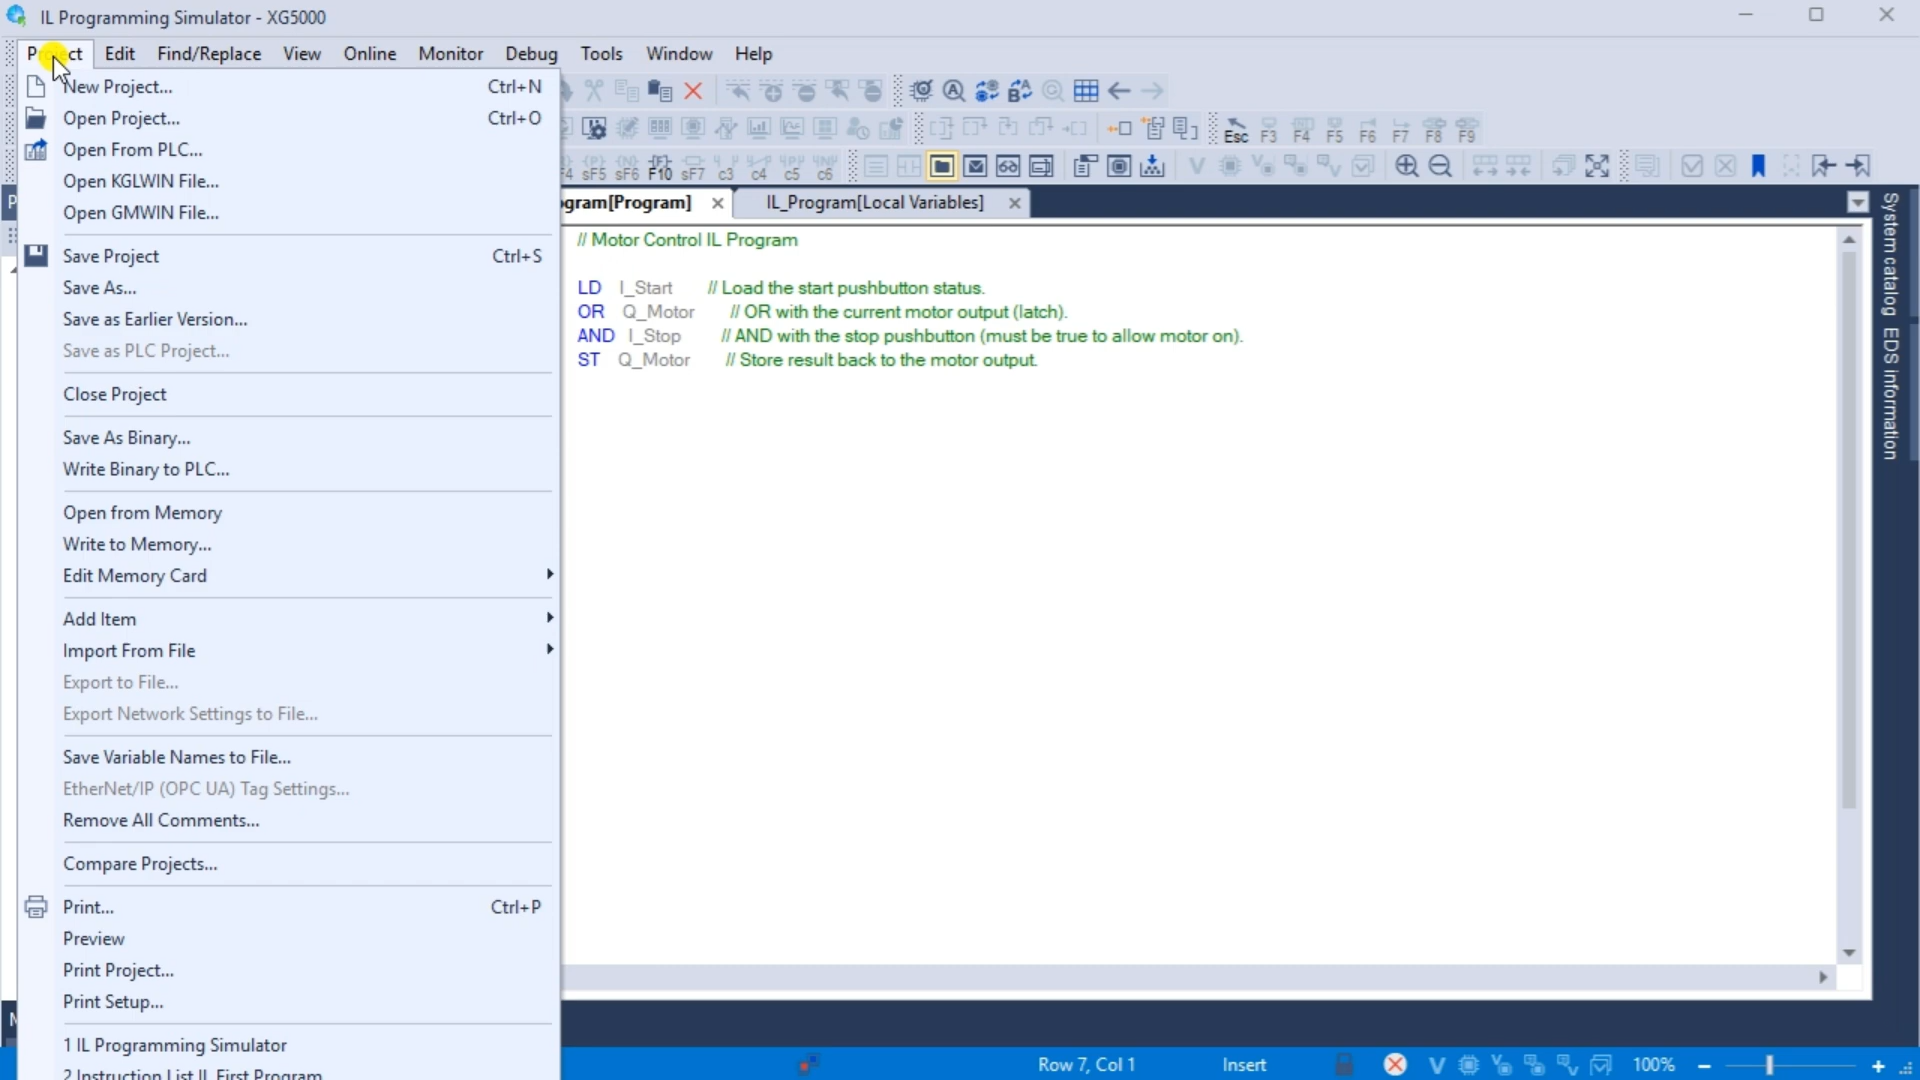 IL Programming Simulator - XG5000
Project Edit Find/Replace View Online Monitor Debug Tools Window Help
New Project... Ctrl+N
Open Project... Ctrl+O
Open From PLC...
Open KGLWIN File...
Open GMWIN File...
Save Project Ctrl+S
Save As...
Save as Earlier Version...
Save as PLC Project...
Close Project
Save As Binary...
Write Binary to PLC...
Open from Memory
Write to Memory...
Edit Memory Card
Add Item
Import From File
Export to File...
Export Network Settings to File...
Save Variable Names to File...
EtherNet/IP (OPC UA) Tag Settings...
Remove All Comments...
Compare Projects...
Print... Ctrl+P
Preview
Print Project...
Print Setup...
1 IL Programming Simulator
2 Instruction List IL First Program
Esc F3 F4 F5 F6 F7 F8 F9
F4 sF5 sF6 F10 sF7 c3 c4 c5 c6
gram[Program] IL_Program[Local Variables]
// Motor Control IL Program
LD I_Start // Load the start pushbutton status.
OR Q_Motor // OR with the current motor output (latch).
AND I_Stop // AND with the stop pushbutton (must be true to allow motor on).
ST Q_Motor // Store result back to the motor output.
System catalog
EDS information
Row 7, Col 1 Insert 100%